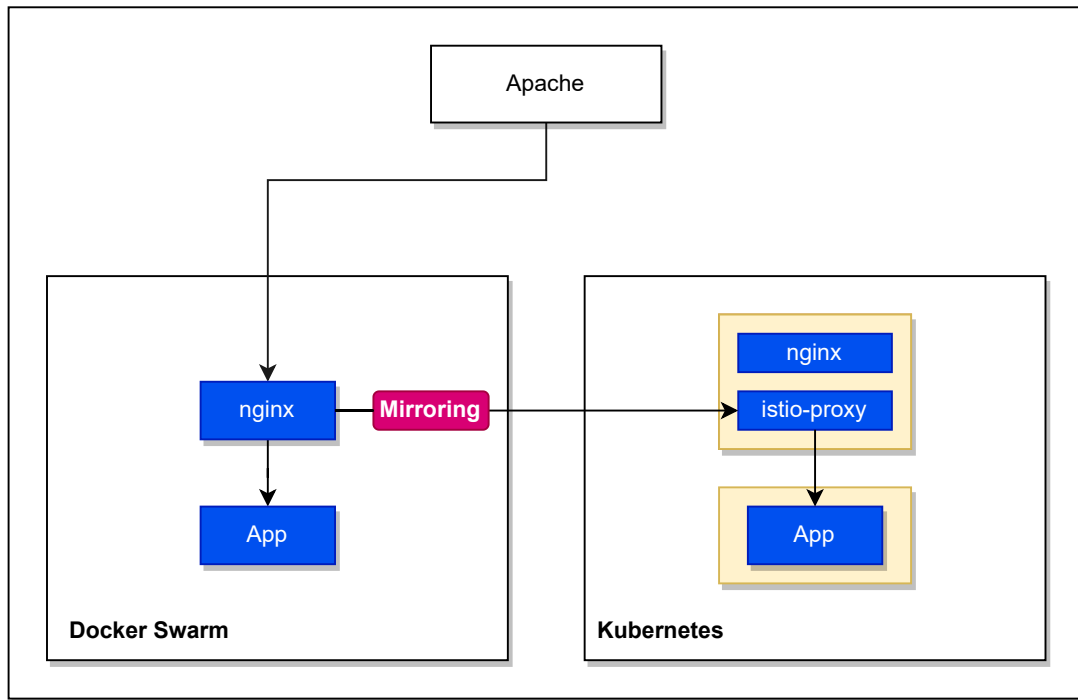 Apache
nginx
Mirroring
App
Docker Swarm
nginx
istio-proxy
App
Kubernetes